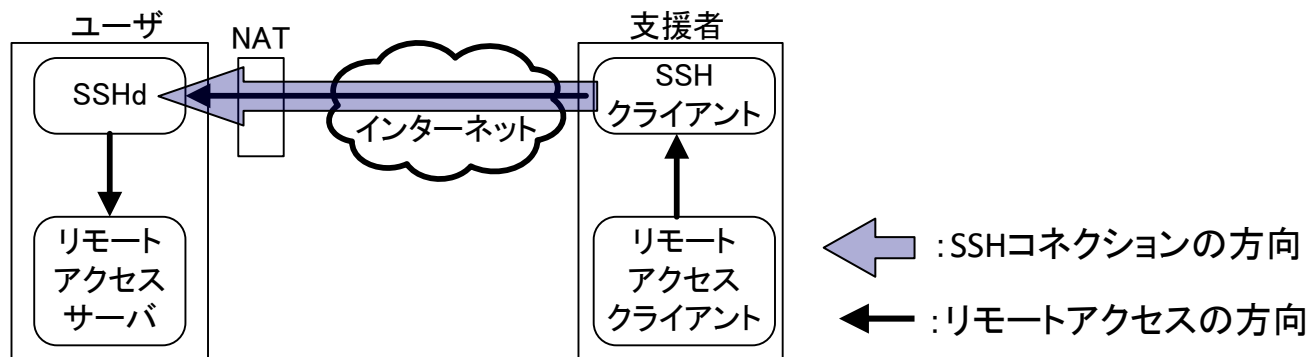 ユーザ
NAT
支援者
SSHd
インターネット
SSH
クライアント
リモート
アクセス
サーバ
リモート
アクセス
クライアント
:SSHコネクションの方向
:リモートアクセスの方向